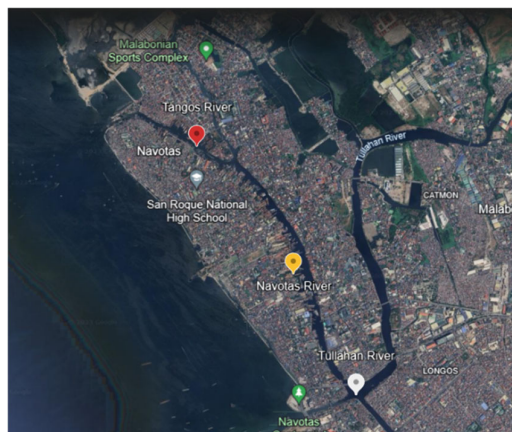 Malabonian
Sports Complex
Tangos River
Tullahan River
Navotas
CATMON
San Roque National
High School
Malab
Navotas River
Tullahan River
LONGOS
Navotas